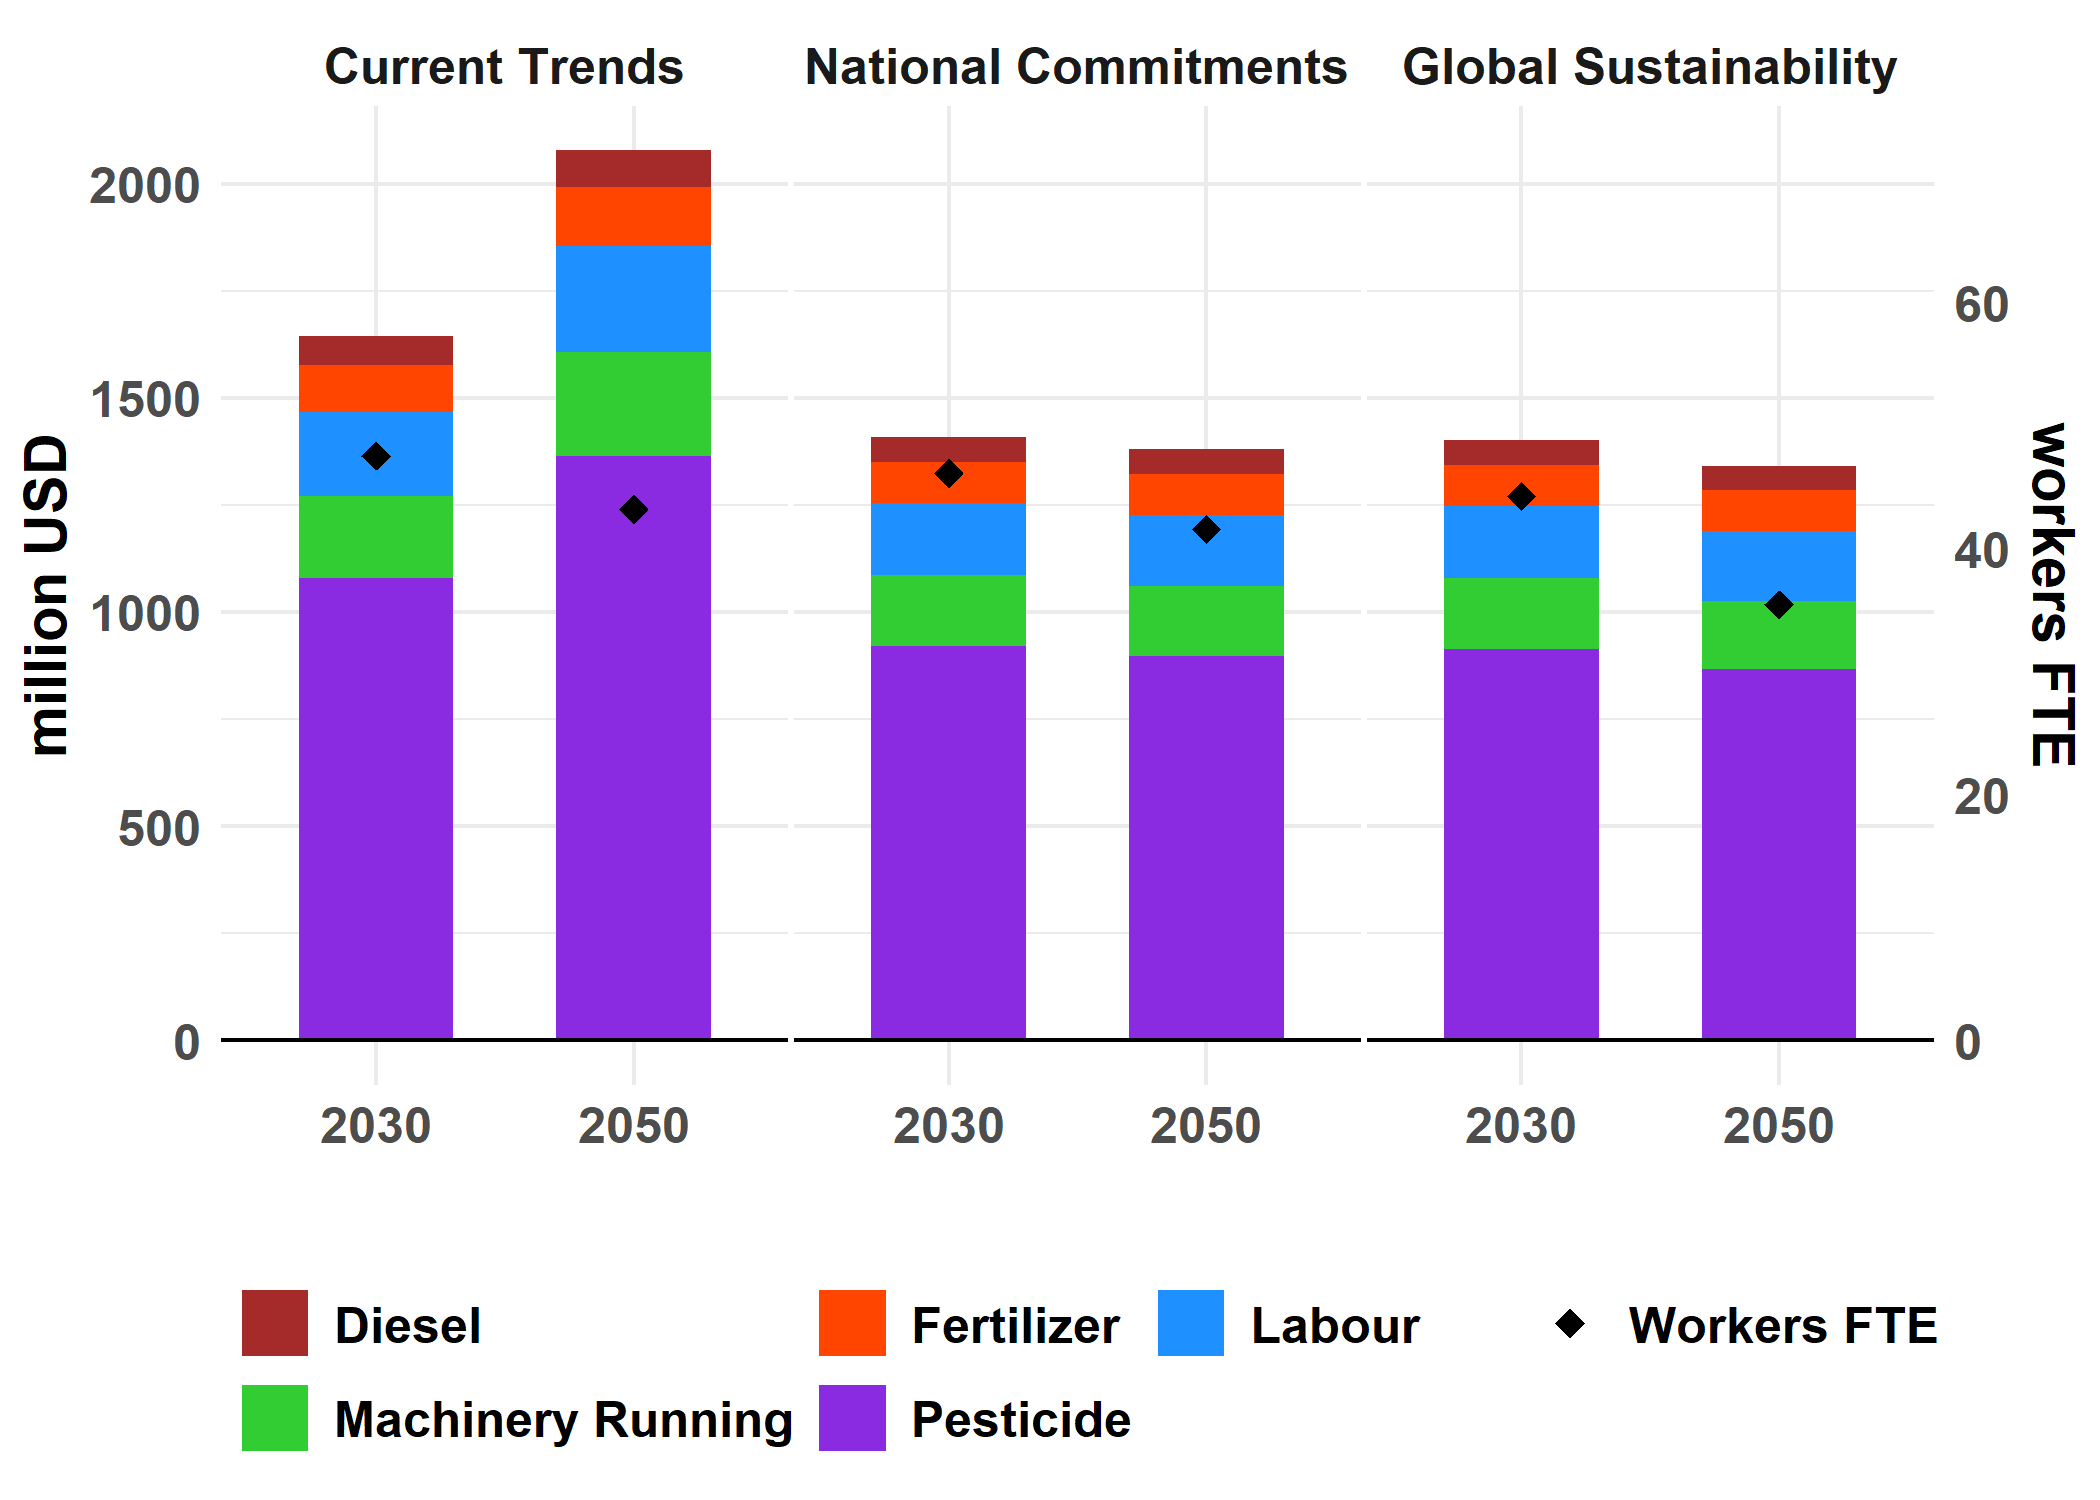 Current Trends National Commitments Global Sustainability
2000
1500
1000
500
0
million USD
60
40
20
0
workers FTE
2030 2050 2030 2050 2030 2050
Diesel Fertilizer Labour Workers FTE
Machinery Running Pesticide